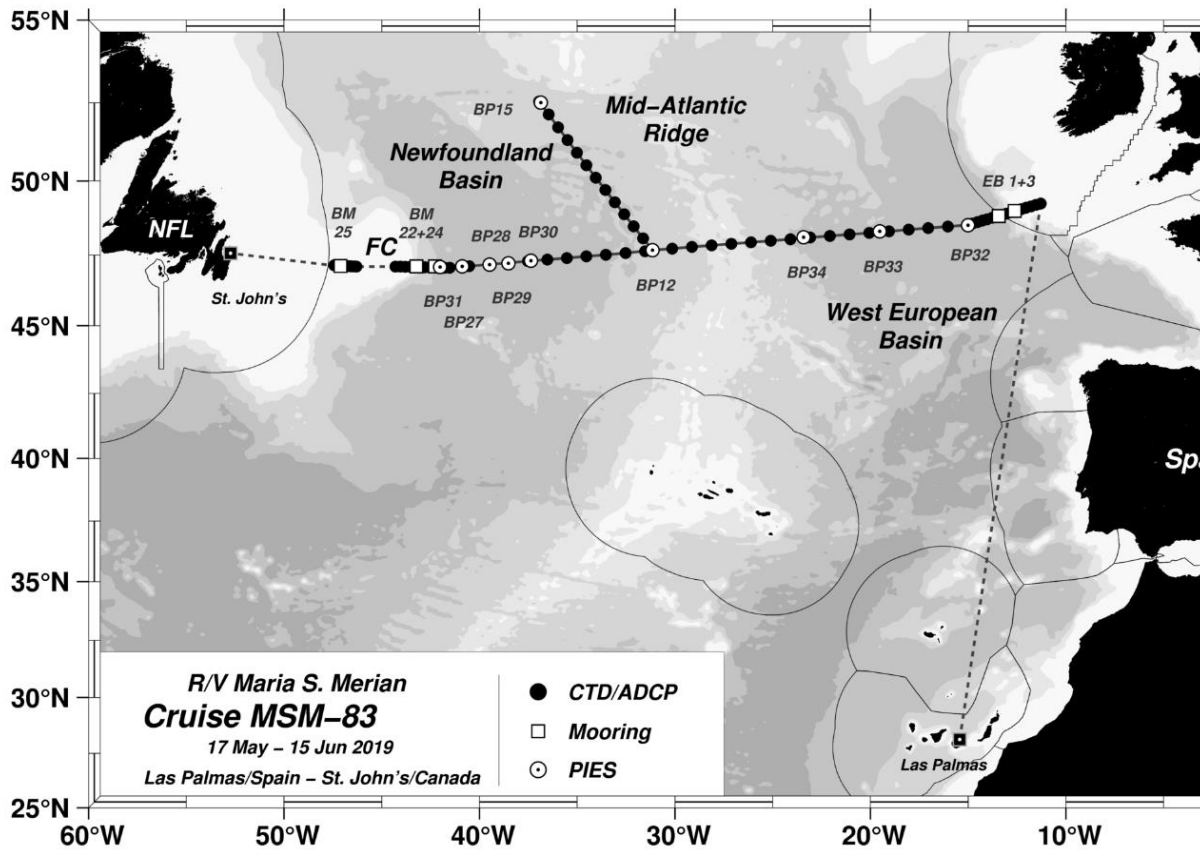 55°N
50°N
45°N
40°N
35°N
30°N
25°N
60°W
50°W
40°W
30°W
20°W
10°W
BP15
Mid–Atlantic
Ridge
Newfoundland
Basin
EB 1+3
BM
25
BM
22+24
NFL
FC
BP28
BP30
St. John's
BP31
BP27
BP29
BP12
BP34
BP33
BP32
West European
Basin
Spa
Las Palmas
R/V Maria S. Merian
Cruise MSM–83
17 May – 15 Jun 2019
Las Palmas/Spain – St. John's/Canada
CTD/ADCP
Mooring
PIES